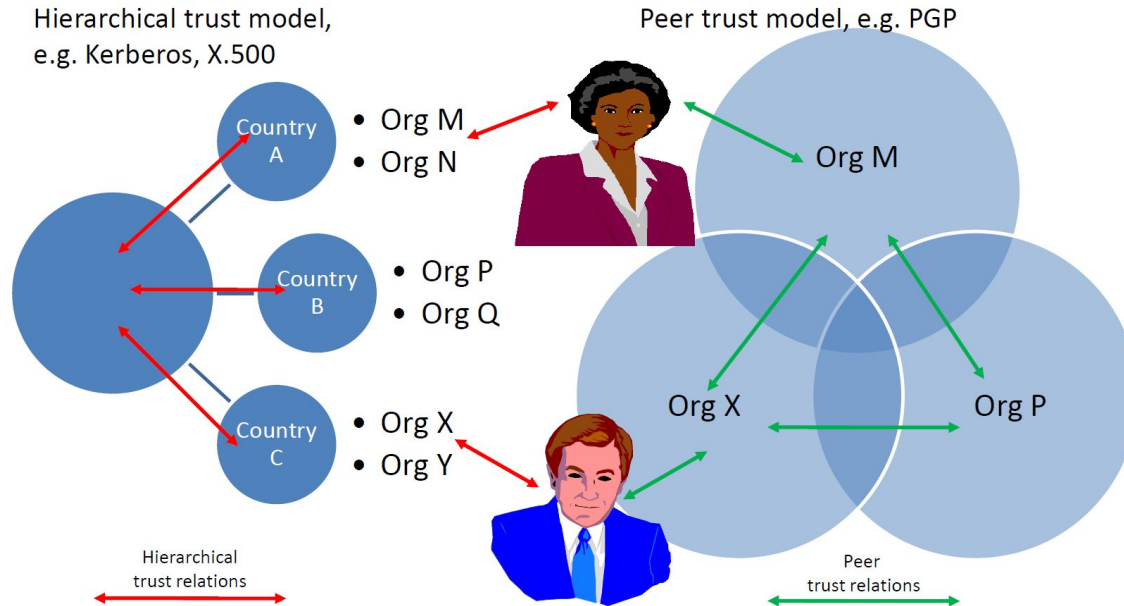 Hierarchical trust model,
e.g. Kerberos, X.500
Country
A
• Org M
• Org N
Country
B
• Org P
• Org Q
Country
C
• Org X
• Org Y
Hierarchical
trust relations
Peer trust model, e.g. PGP
Org M
Org X
Org P
Peer
trust relations